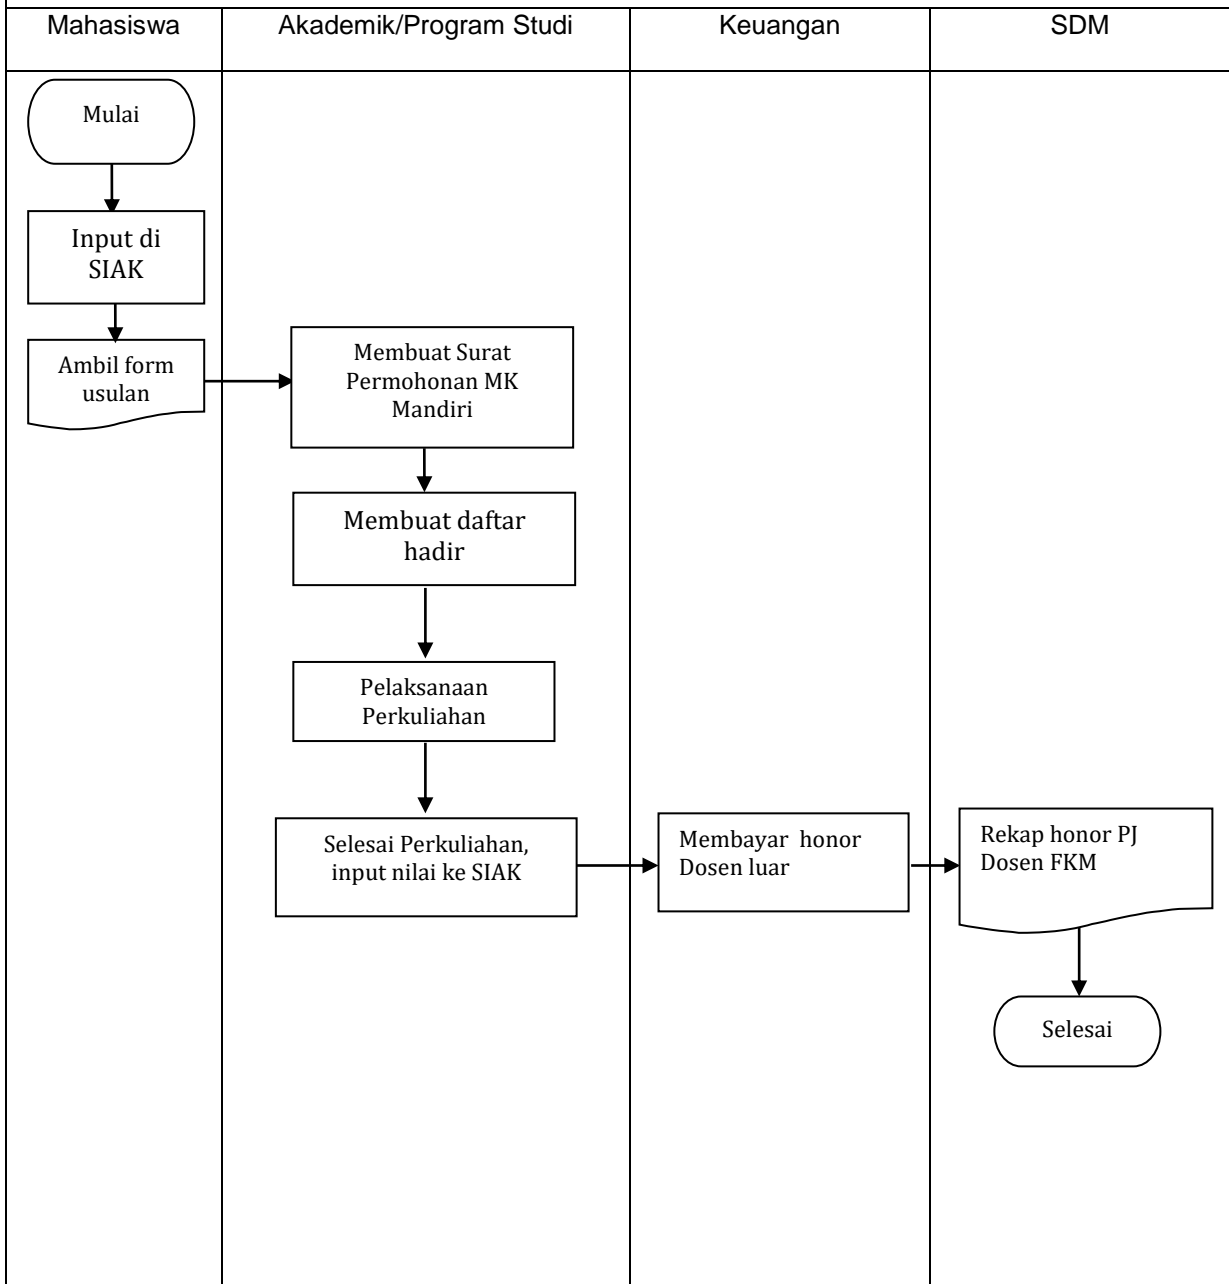 Mahasiswa
Akademik/Program Studi
Keuangan
SDM
Mulai
Input di
SIAK
Ambil form
usulan
Membuat Surat
Permohonan MK
Mandiri
Membuat daftar
hadir
Pelaksanaan
Perkuliahan
Selesai Perkuliahan,
input nilai ke SIAK
Membayar  honor
Dosen luar
Rekap honor PJ
Dosen FKM
Selesai